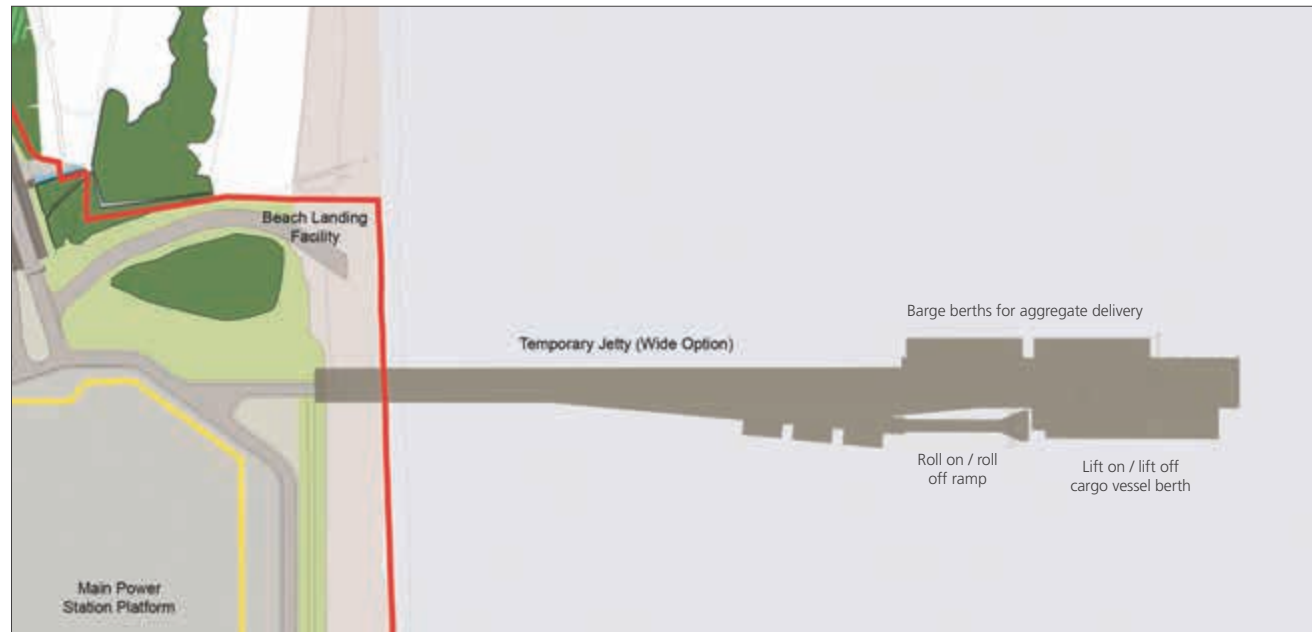 Beach Landing
Facility
Barge berths for aggregate delivery
Temporary Jetty (Wide Option)
Roll on / roll
off ramp
Lift on / lift off
cargo vessel berth
Main Power
Station Platform